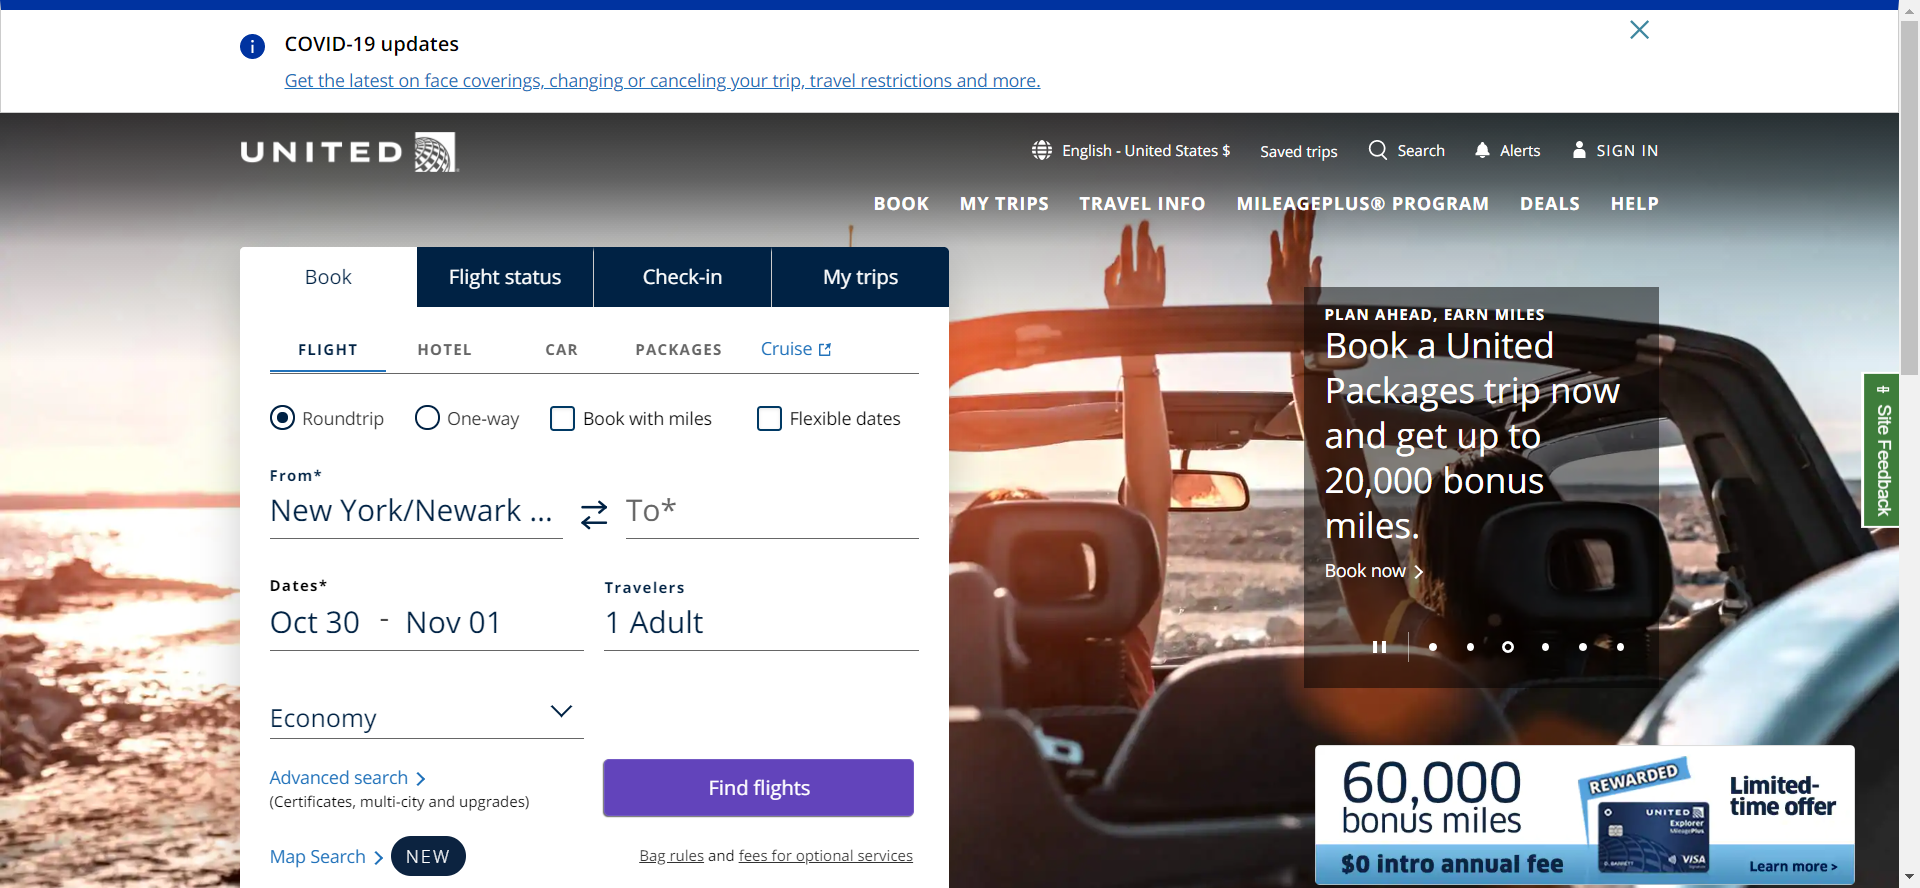 COVID-19 updates
Get the latest on face coverings, changing or canceling your trip, travel restrictions and more.
UNITED
English - United States $
Saved trips
Search
Alerts
SIGN IN
BOOK
MY TRIPS
TRAVEL INFO
MILEAGEPLUS® PROGRAM
DEALS
HELP
Book
Flight status
Check-in
My trips
FLIGHT
HOTEL
CAR
PACKAGES
Cruise
Roundtrip
One-way
Book with miles
Flexible dates
From*
New York/Newark ...
To*
Dates*
Oct 30 - Nov 01
Travelers
1 Adult
Economy
Advanced search
(Certificates, multi-city and upgrades)
Find flights
Map Search
NEW
Bag rules and fees for optional services
PLAN AHEAD, EARN MILES
Book a United
Packages trip now
and get up to
20,000 bonus
miles.
Book now
Site Feedback
60,000
bonus miles
$0 intro annual fee
REWARDED
UNITED
Explorer
MileagePlus
VISA
Limited-
time offer
Learn more >